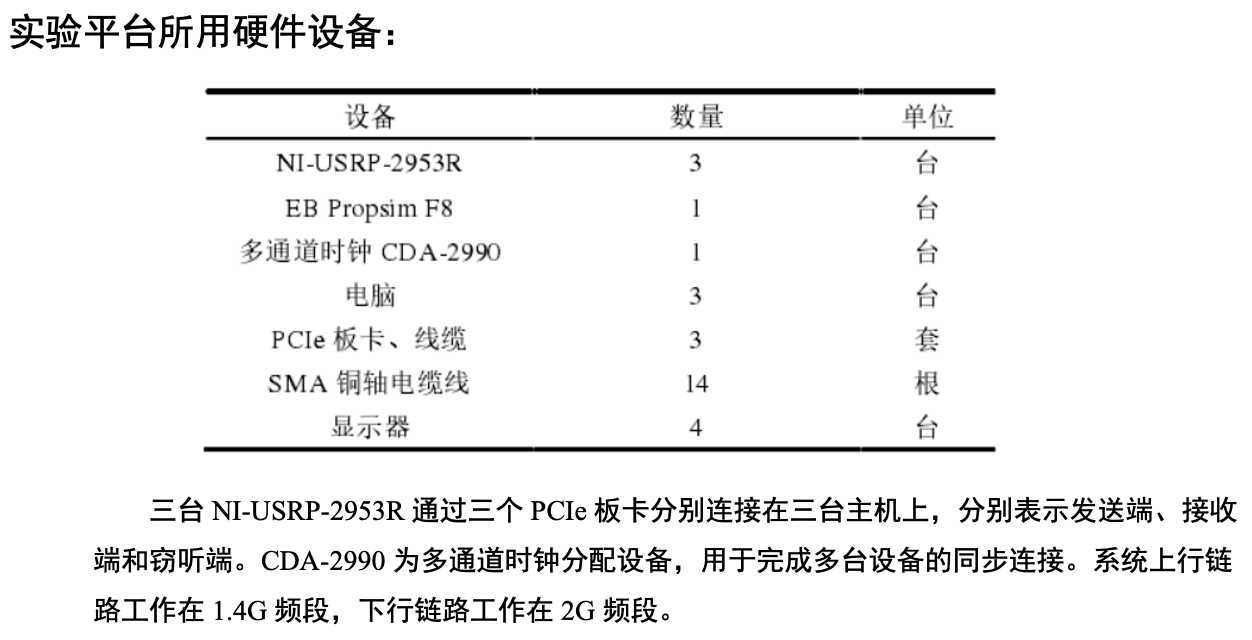 实验平台所用硬件设备：
设备 数量 单位
NI-USRP-2953R 3 台
EB Propsim F8 1 台
多通道时钟 CDA-2990 1 台
电脑 3 台
PCIe 板卡、线缆 3 套
SMA 铜轴电缆线 14 根
显示器 4 台
三台 NI-USRP-2953R 通过三个 PCIe 板卡分别连接在三台主机上，分别表示发送端、接收
端和窃听端。CDA-2990 为多通道时钟分配设备，用于完成多台设备的同步连接。系统上行链
路工作在 1.4G 频段，下行链路工作在 2G 频段。